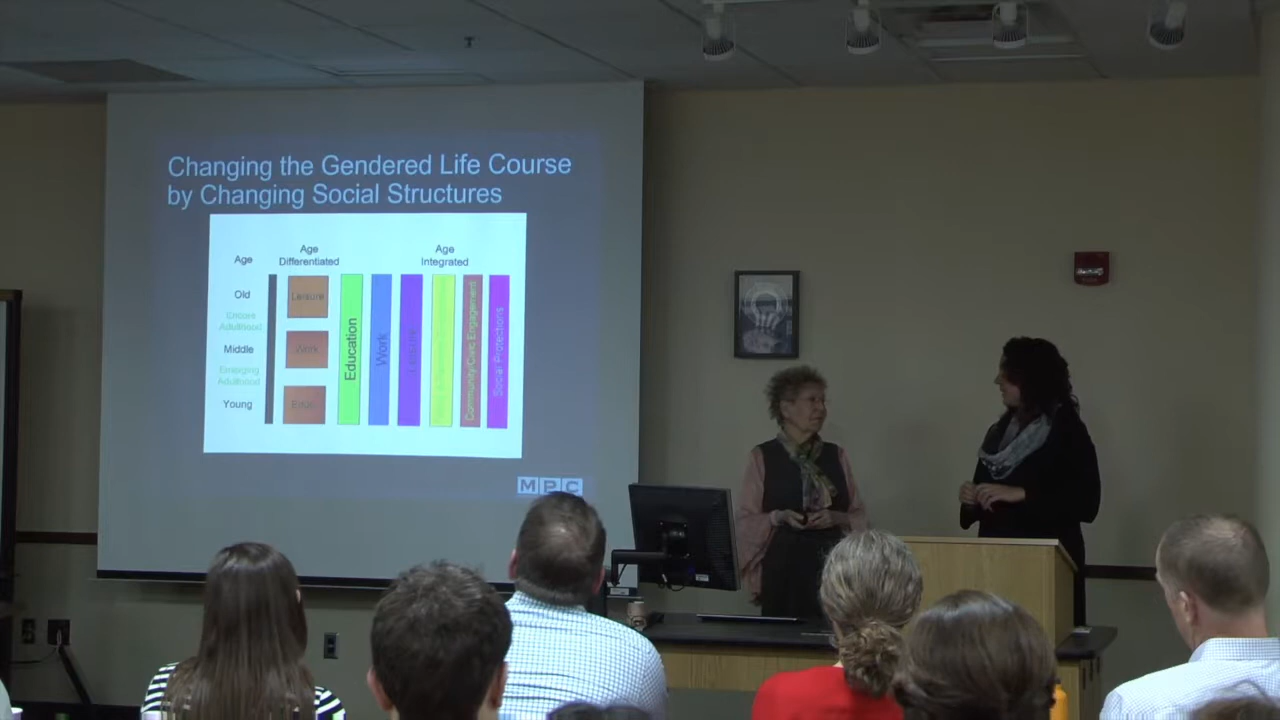 Changing the Gendered Life Course
by Changing Social Structures
Age
Age
Differentiated
Age
Integrated
Old
Encore
Adulthood
Middle
Emerging
Adulthood
Young
Leisure
Work
Educ.
Education
Work
Leisure
Community/Civic Engagement
Social Protections
MPC